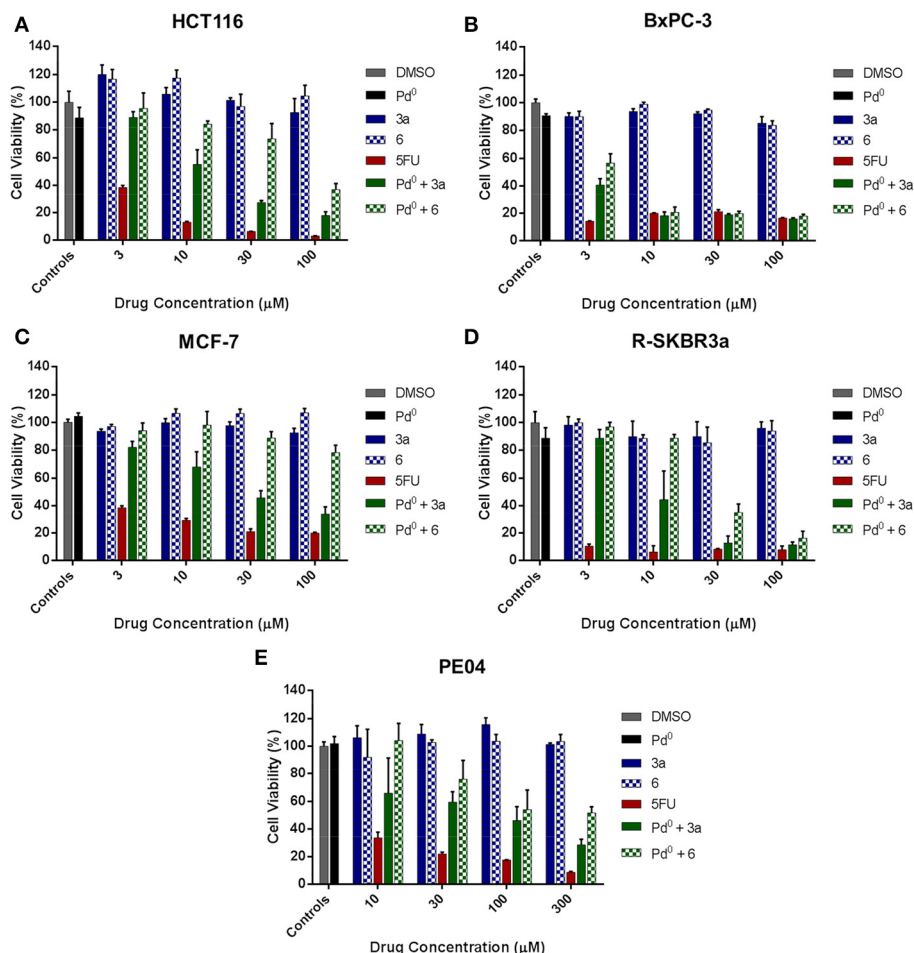 A
HCT116
Cell Viability (%)
140
120
100
80
60
40
20
0
Controls
3
10
30
100
Drug Concentration (μM)
DMSO
Pd⁰
3a
6
5FU
Pd⁰ + 3a
Pd⁰ + 6
B
BxPC-3
Cell Viability (%)
140
120
100
80
60
40
20
0
Controls
3
10
30
100
Drug Concentration (μM)
DMSO
Pd⁰
3a
6
5FU
Pd⁰ + 3a
Pd⁰ + 6
C
MCF-7
Cell Viability (%)
140
120
100
80
60
40
20
0
Controls
3
10
30
100
Drug Concentration (μM)
DMSO
Pd⁰
3a
6
5FU
Pd⁰ + 3a
Pd⁰ + 6
D
R-SKBR3a
Cell Viability (%)
140
120
100
80
60
40
20
0
Controls
3
10
30
100
Drug Concentration (μM)
DMSO
Pd⁰
3a
6
5FU
Pd⁰ + 3a
Pd⁰ + 6
E
PE04
Cell Viability (%)
140
120
100
80
60
40
20
0
Controls
10
30
100
300
Drug Concentration (μM)
DMSO
Pd⁰
3a
6
5FU
Pd⁰ + 3a
Pd⁰ + 6